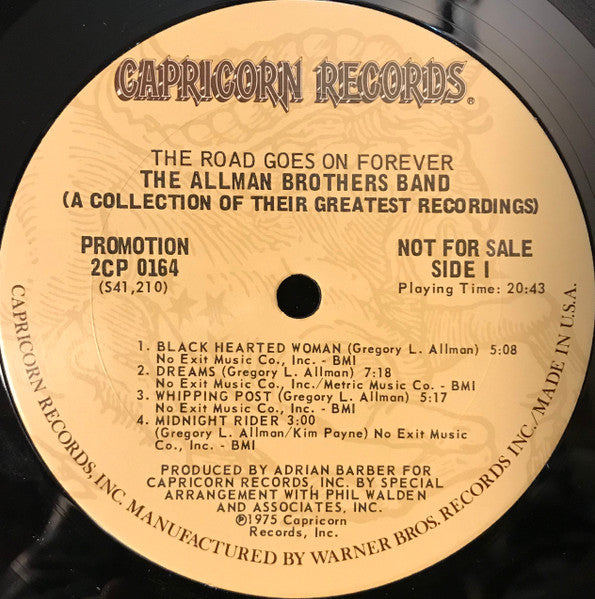 CAPRICORN RECORDS®
THE ROAD GOES ON FOREVER
THE ALLMAN BROTHERS BAND
(A COLLECTION OF THEIR GREATEST RECORDINGS)
PROMOTION
2CP 0164
(S41,210)
NOT FOR SALE
SIDE I
Playing Time: 20:43
1. BLACK HEARTED WOMAN (Gregory L. Allman) 5:08
No Exit Music Co., Inc. - BMI
2. DREAMS (Gregory L. Allman) 7:18
No Exit Music Co., Inc./Metric Music Co. - BMI
3. WHIPPING POST (Gregory L. Allman) 5:17
No Exit Music Co., Inc. - BMI
4. MIDNIGHT RIDER 3:00
(Gregory L. Allman/Kim Payne) No Exit Music
Co., Inc. - BMI
PRODUCED BY ADRIAN BARBER FOR
CAPRICORN RECORDS, INC. BY SPECIAL
ARRANGEMENT WITH PHIL WALDEN
AND ASSOCIATES, INC.
℗1975 Capricorn
Records, Inc.
CAPRICORN RECORDS, INC. MANUFACTURED BY WARNER BROS. RECORDS INC./MADE IN U.S.A.